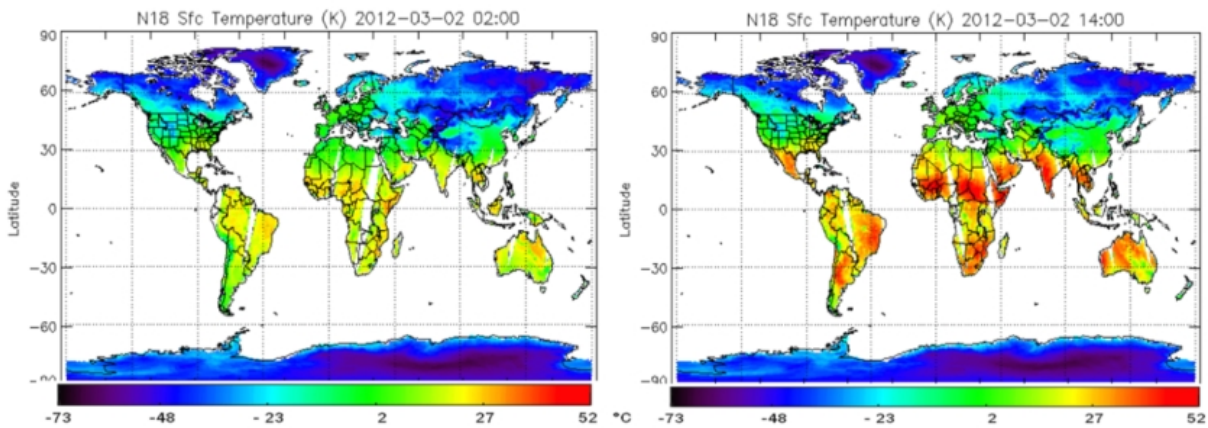 N18 Sfc Temperature (K) 2012-03-02 02:00
90
60
30
0
-30
-60
-90
Latitude
-73 -48 -23 2 27 52 °C
N18 Sfc Temperature (K) 2012-03-02 14:00
90
60
30
0
-30
-60
-90
Latitude
-73 -48 -23 2 27 52